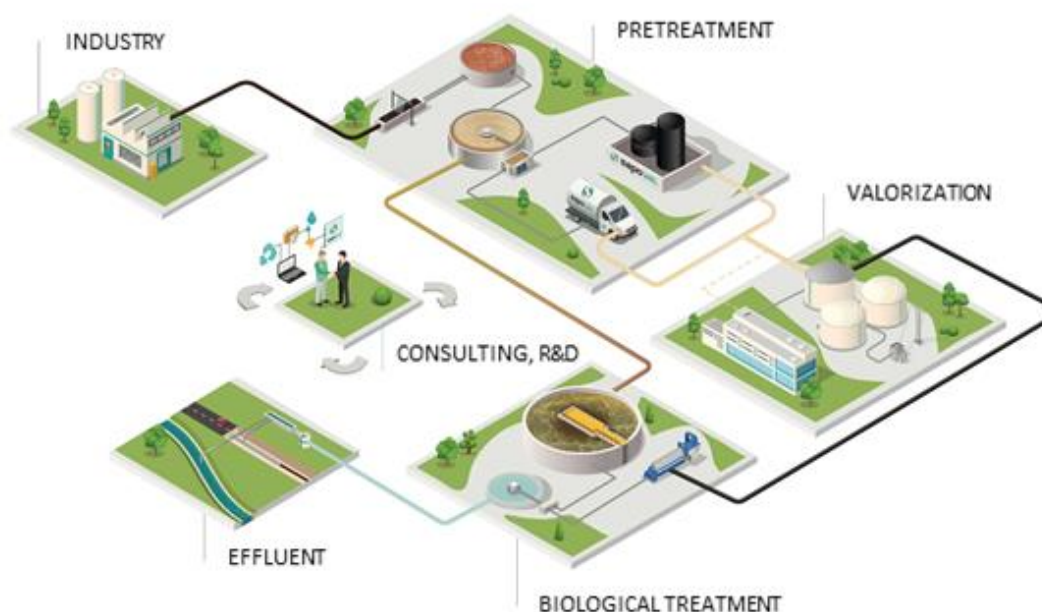 INDUSTRY
PRETREATMENT
VALORIZATION
CONSULTING, R&D
EFFLUENT
BIOLOGICAL TREATMENT